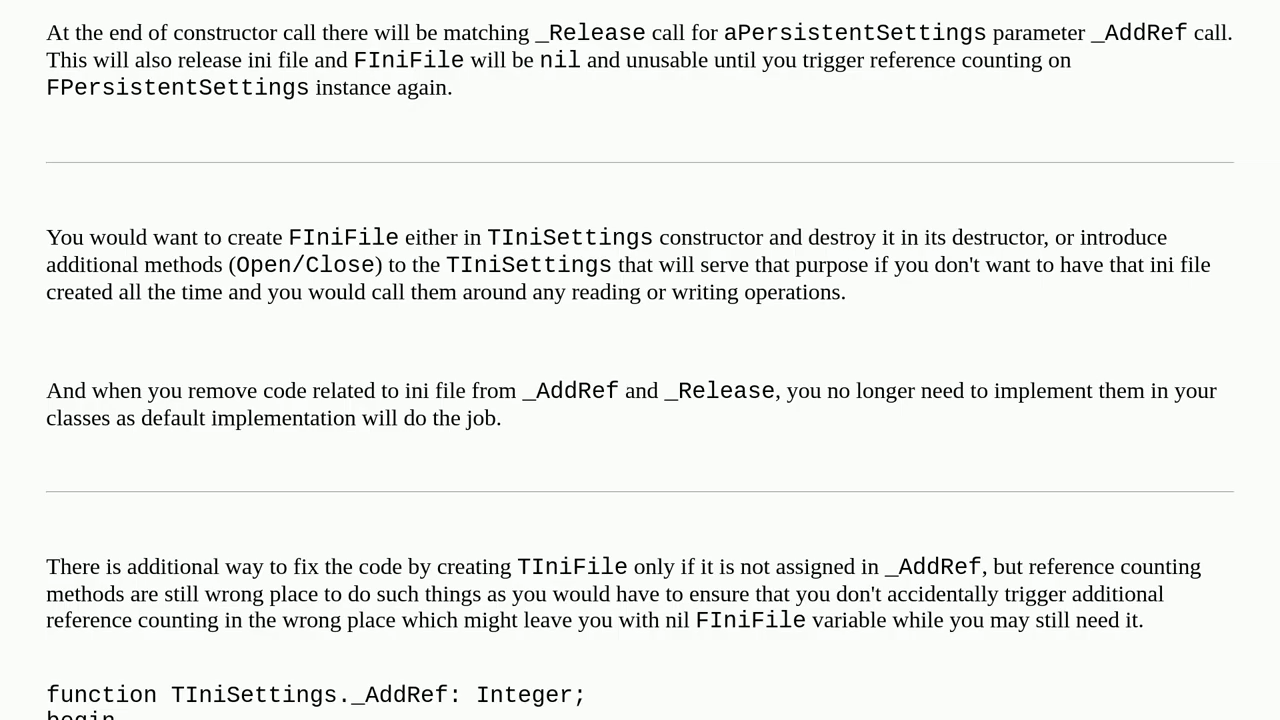 At the end of constructor call there will be matching _Release call for aPersistentSettings parameter _AddRef call.
This will also release ini file and FIniFile will be nil and unusable until you trigger reference counting on
FPersistentSettings instance again.
You would want to create FIniFile either in TIniSettings constructor and destroy it in its destructor, or introduce
additional methods (Open/Close) to the TIniSettings that will serve that purpose if you don't want to have that ini file
created all the time and you would call them around any reading or writing operations.
And when you remove code related to ini file from _AddRef and _Release, you no longer need to implement them in your
classes as default implementation will do the job.
There is additional way to fix the code by creating TIniFile only if it is not assigned in _AddRef, but reference counting
methods are still wrong place to do such things as you would have to ensure that you don't accidentally trigger additional
reference counting in the wrong place which might leave you with nil FIniFile variable while you may still need it.
function TIniSettings._AddRef: Integer;
begin